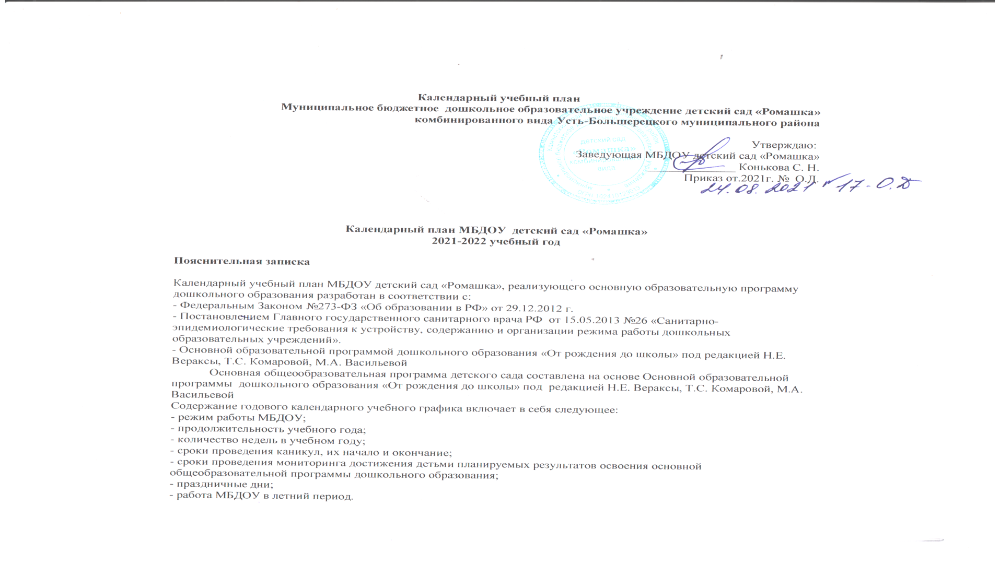 Календарный учебный план
Муниципальное бюджетное дошкольное образовательное учреждение детский сад «Ромашка»
комбинированного вида Усть-Большерецкого муниципального района
детский сад
«Ромашка»
комбинированного
вида
Утверждаю:
Заведующая МБДОУ детский сад «Ромашка»
________________ Конькова С. Н.
Приказ от.2021г. № О.Д.
24.08.2021 № 17-О.Д
Календарный план МБДОУ детский сад «Ромашка»
2021-2022 учебный год
Пояснительная записка
Календарный учебный план МБДОУ детский сад «Ромашка», реализующего основную образовательную программу
дошкольного образования разработан в соответствии с:
- Федеральным Законом №273-ФЗ «Об образовании в РФ» от 29.12.2012 г.
- Постановлением Главного государственного санитарного врача РФ от 15.05.2013 №26 «Санитарно-
эпидемиологические требования к устройству, содержанию и организации режима работы дошкольных
образовательных учреждений».
- Основной образовательной программой дошкольного образования «От рождения до школы» под редакцией Н.Е.
Вераксы, Т.С. Комаровой, М.А. Васильевой
Основная общеообразовательная программа детского сада составлена на основе Основной образовательной
программы дошкольного образования «От рождения до школы» под редакцией Н.Е. Вераксы, Т.С. Комаровой, М.А.
Васильевой
Содержание годового календарного учебного графика включает в себя следующее:
- режим работы МБДОУ;
- продолжительность учебного года;
- количество недель в учебном году;
- сроки проведения каникул, их начало и окончание;
- сроки проведения мониторинга достижения детьми планируемых результатов освоения основной
общеобразовательной программы дошкольного образования;
- праздничные дни;
- работа МБДОУ в летний период.